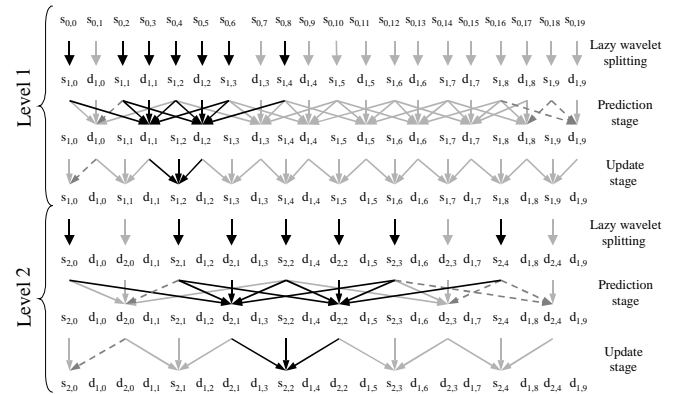 s0,0 s0,1 s0,2 s0,3 s0,4 s0,5 s0,6 s0,7 s0,8 s0,9 s0,10 s0,11 s0,12 s0,13 s0,14 s0,15 s0,16 s0,17 s0,18 s0,19
Level 1
Lazy wavelet
splitting
s1,0 d1,0 s1,1 d1,1 s1,2 d1,2 s1,3 d1,3 s1,4 d1,4 s1,5 d1,5 s1,6 d1,6 s1,7 d1,7 s1,8 d1,8 s1,9 d1,9
Prediction
stage
s1,0 d1,0 s1,1 d1,1 s1,2 d1,2 s1,3 d1,3 s1,4 d1,4 s1,5 d1,5 s1,6 d1,6 s1,7 d1,7 s1,8 d1,8 s1,9 d1,9
Update
stage
s1,0 d1,0 s1,1 d1,1 s1,2 d1,2 s1,3 d1,3 s1,4 d1,4 s1,5 d1,5 s1,6 d1,6 s1,7 d1,7 s1,8 d1,8 s1,9 d1,9
Level 2
Lazy wavelet
splitting
s2,0 d1,0 d2,0 d1,1 s2,1 d1,2 d2,1 d1,3 s2,2 d1,4 d2,2 d1,5 s2,3 d1,6 d2,3 d1,7 s2,4 d1,8 d2,4 d1,9
Prediction
stage
s2,0 d1,0 d2,0 d1,1 s2,1 d1,2 d2,1 d1,3 s2,2 d1,4 d2,2 d1,5 s2,3 d1,6 d2,3 d1,7 s2,4 d1,8 d2,4 d1,9
Update
stage
s2,0 d1,0 d2,0 d1,1 s2,1 d1,2 d2,1 d1,3 s2,2 d1,4 d2,2 d1,5 s2,3 d1,6 d2,3 d1,7 s2,4 d1,8 d2,4 d1,9